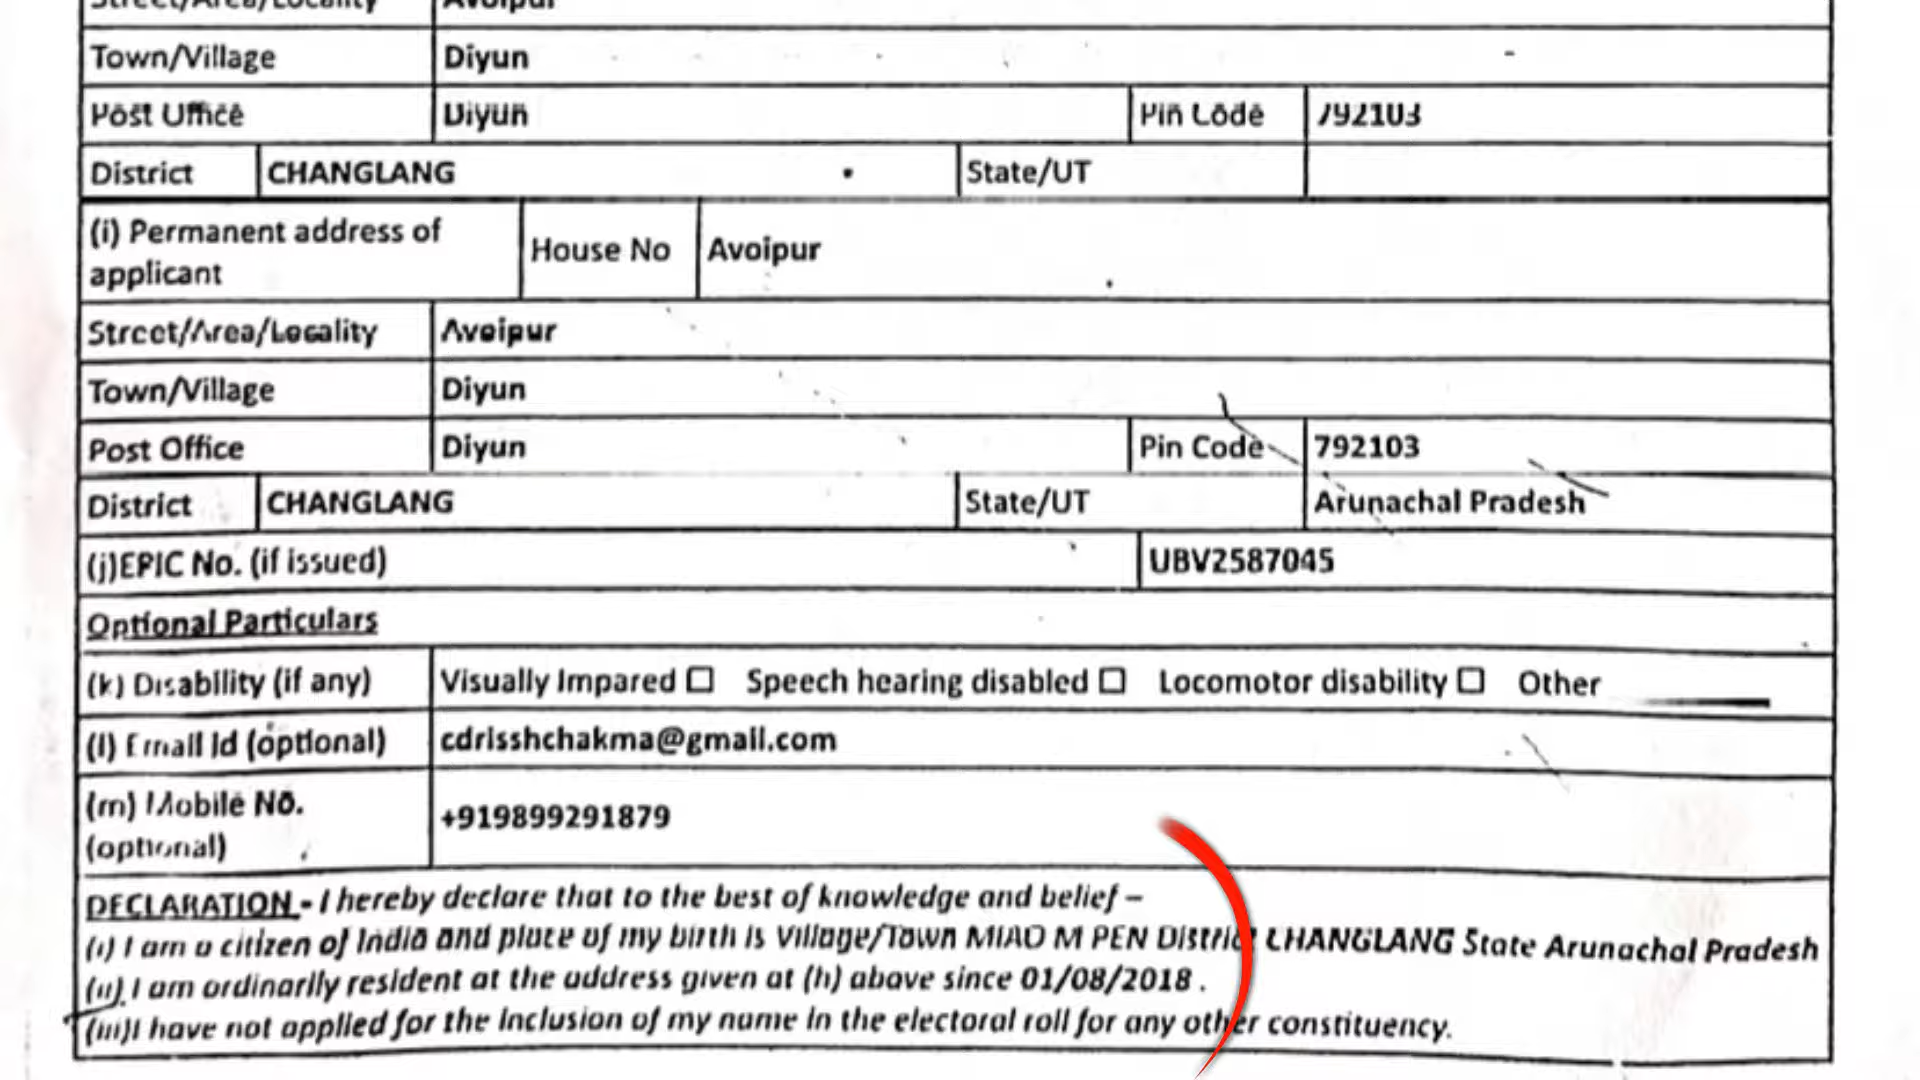 Street/Area/Locality Avoipur
Town/Village Diyun
Post Office Diyun Pin Code 792103
District CHANGLANG State/UT
(i) Permanent address of applicant House No Avoipur
Street/Area/Locality Avoipur
Town/Village Diyun
Post Office Diyun Pin Code 792103
District CHANGLANG State/UT Arunachal Pradesh
(j)EPIC No. (if issued) UBV2587045
Optional Particulars
(k) Disability (if any) Visually Impared ☐ Speech hearing disabled ☐ Locomotor disability ☐ Other
(l) Email Id (optional) cdrisshchakma@gmail.com
(m) Mobile No. (optional) +919899291879
DECLARATION - I hereby declare that to the best of knowledge and belief –
(i) I am a citizen of India and place of my birth is Village/Town MIAO M PEN District CHANGLANG State Arunachal Pradesh
(ii) I am ordinarily resident at the address given at (h) above since 01/08/2018 .
(iii)I have not applied for the inclusion of my name in the electoral roll for any other constituency.